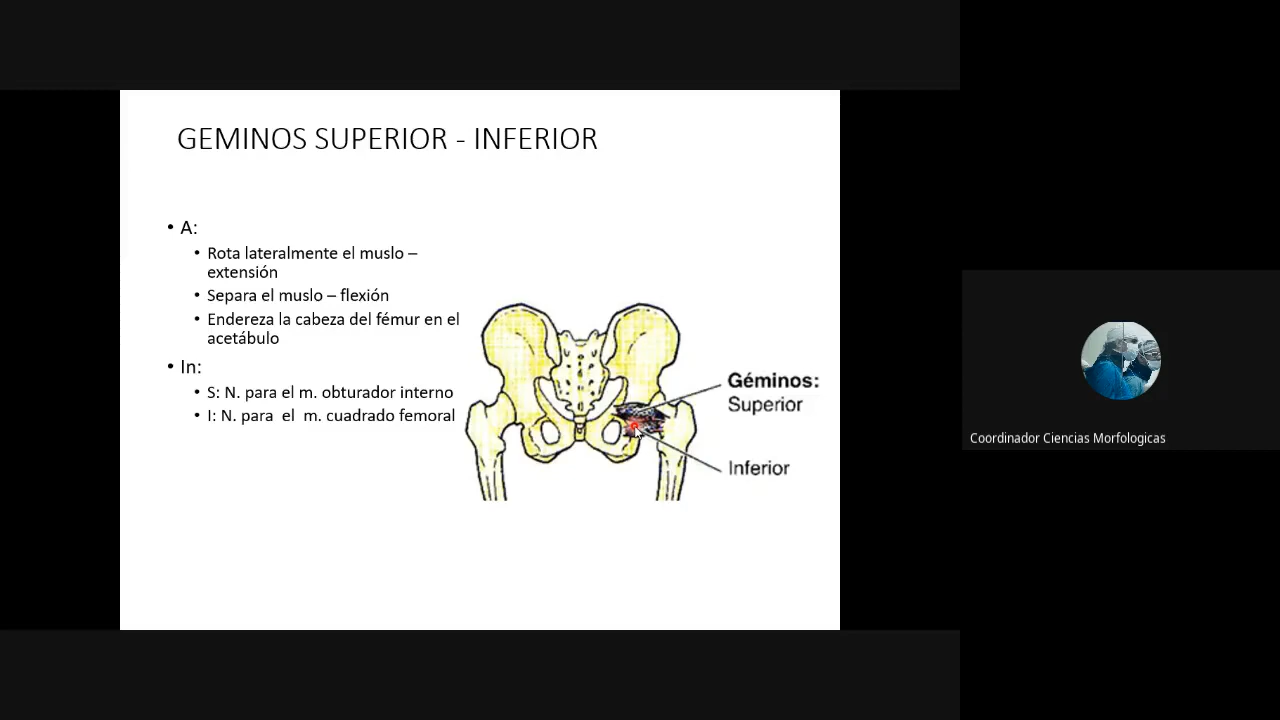 GEMINOS SUPERIOR - INFERIOR
• A:
• Rota lateralmente el muslo –
extensión
• Separa el muslo – flexión
• Endereza la cabeza del fémur en el
acetábulo
• In:
• S: N. para el m. obturador interno
• I: N. para el m. cuadrado femoral
Géminos:
Superior
Inferior
Coordinador Ciencias Morfologicas